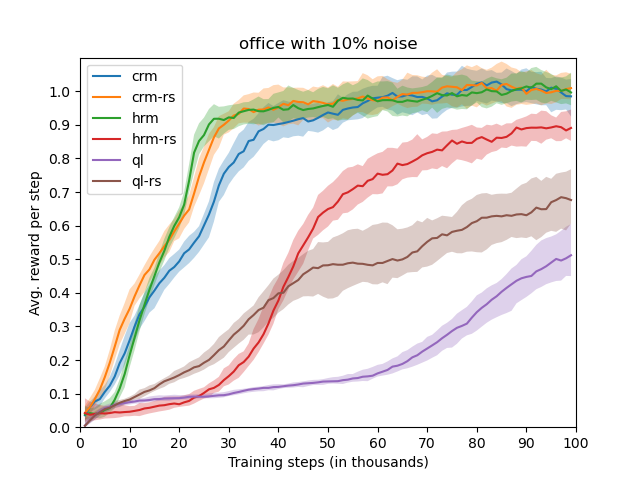 office with 10% noise
crm
crm-rs
hrm
hrm-rs
ql
ql-rs
Avg. reward per step
1.0
0.9
0.8
0.7
0.6
0.5
0.4
0.3
0.2
0.1
0.0
0 10 20 30 40 50 60 70 80 90 100
Training steps (in thousands)